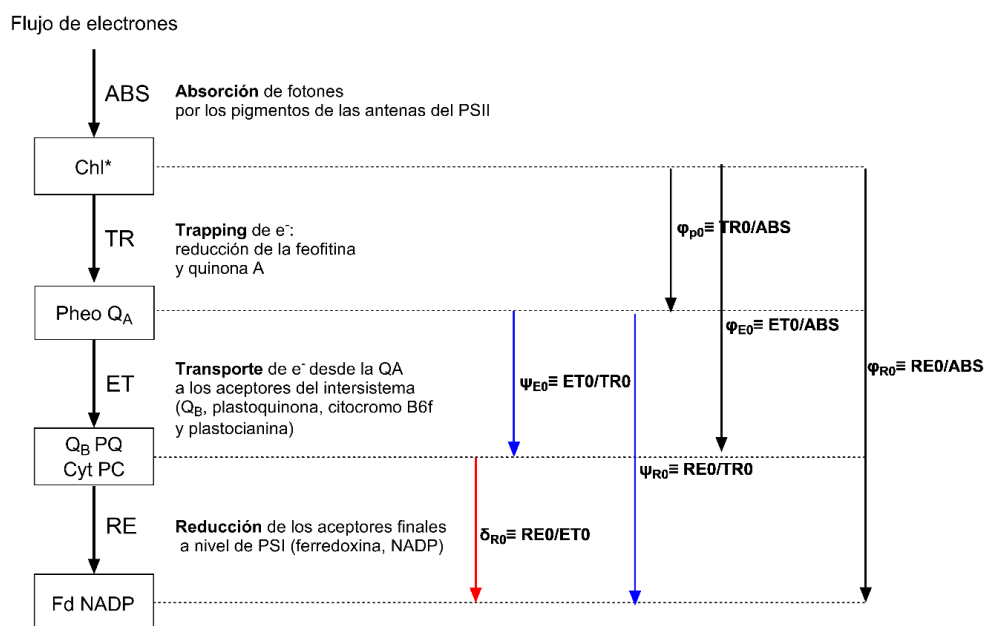 Flujo de electrones
ABS
Absorción de fotones
por los pigmentos de las antenas del PSII
Chl*
TR
Trapping de e-:
reducción de la feofitina
y quinona A
φp0≡ TR0/ABS
Pheo QA
φE0≡ ET0/ABS
ET
Transporte de e- desde la QA
a los aceptores del intersistema
(QB, plastoquinona, citocromo B6f
y plastocianina)
ψE0≡ ET0/TR0
φR0≡ RE0/ABS
QB PQ
Cyt PC
ψR0≡ RE0/TR0
RE
Reducción de los aceptores finales
a nivel de PSI (ferredoxina, NADP)
δR0≡ RE0/ET0
Fd NADP